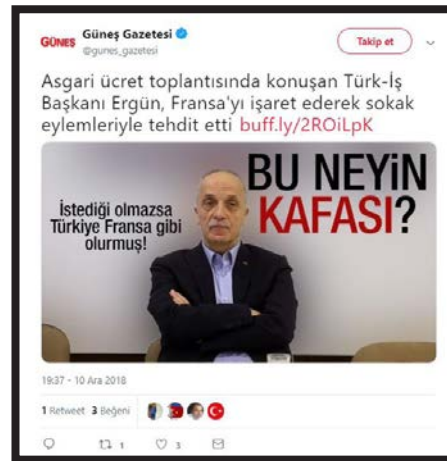 GÜNEŞ
Güneş Gazetesi
@gunes_gazetesi
Takip et
Asgari ücret toplantısında konuşan Türk-İş
Başkanı Ergün, Fransa'yı işaret ederek sokak
eylemleriyle tehdit etti buff.ly/2ROiLpK
BU NEYİN
KAFASI?
İstediği olmazsa
Türkiye Fransa gibi
olurmuş!
19:37 - 10 Ara 2018
1 Retweet 3 Beğeni
1 3